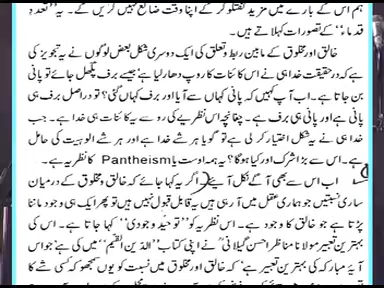 ہم اس کے بارے میں مزید گفتگو کر کے اپنا وقت ضائع نہیں کریں گے۔ یہ ''تعددِ
قدماء'' کے تصورات کہلاتے ہیں۔
خالق اور مخلوق کے مابین ربط و تعلق کی ایک دوسری شکل بعض لوگوں نے یہ تجویز کی
ہے کہ درحقیقت خدا ہی نے اس کائنات کا روپ دھار لیا ہے جیسے برف پگھل جائے تو پانی
بن جاتا ہے۔ اب آپ کہیں کہ پانی کہاں سے آیا اور برف کہاں گئی؟ تو دراصل برف ہی
پانی ہے اور پانی ہی برف ہے۔ چنانچہ اس نظریے کی رو سے یہ کائنات ہی خدا ہے۔ جب
خدا ہی نے یہ شکل اختیار کر لی ہے تو گویا ہر شے خدا ہے اور ہر شے الوہیت کی حامل
ہے۔ اس سے بڑا شرک اور کیا ہوگا؟ یہ ہمہ اوست یا Pantheism کا نظریہ ہے۔
اب اس سے بھی آگے نکل آیئے! اگر یہ کہا جائے کہ خالق و مخلوق کے درمیان
ساری نسبتیں جو ہماری عقل میں آ رہی ہیں یہ قابل قبول نہیں ہیں تو پھر ایک ہی وجود ماننا
پڑتا ہے جو خالق کا وجود ہے۔ اس نظریہ کو ''توحید وجودی'' کہا جاتا ہے۔ اس کی
بہترین تعبیر مولانا مناظر احسن گیلانیؒ نے اپنی کتاب ''الدین القیم'' میں کی ہے جو اس
آیۂ مبارکہ کی بہترین تعبیر ہے کہ خالق اور مخلوق میں نسبت کو یوں سمجھو کہ کسی شے کا